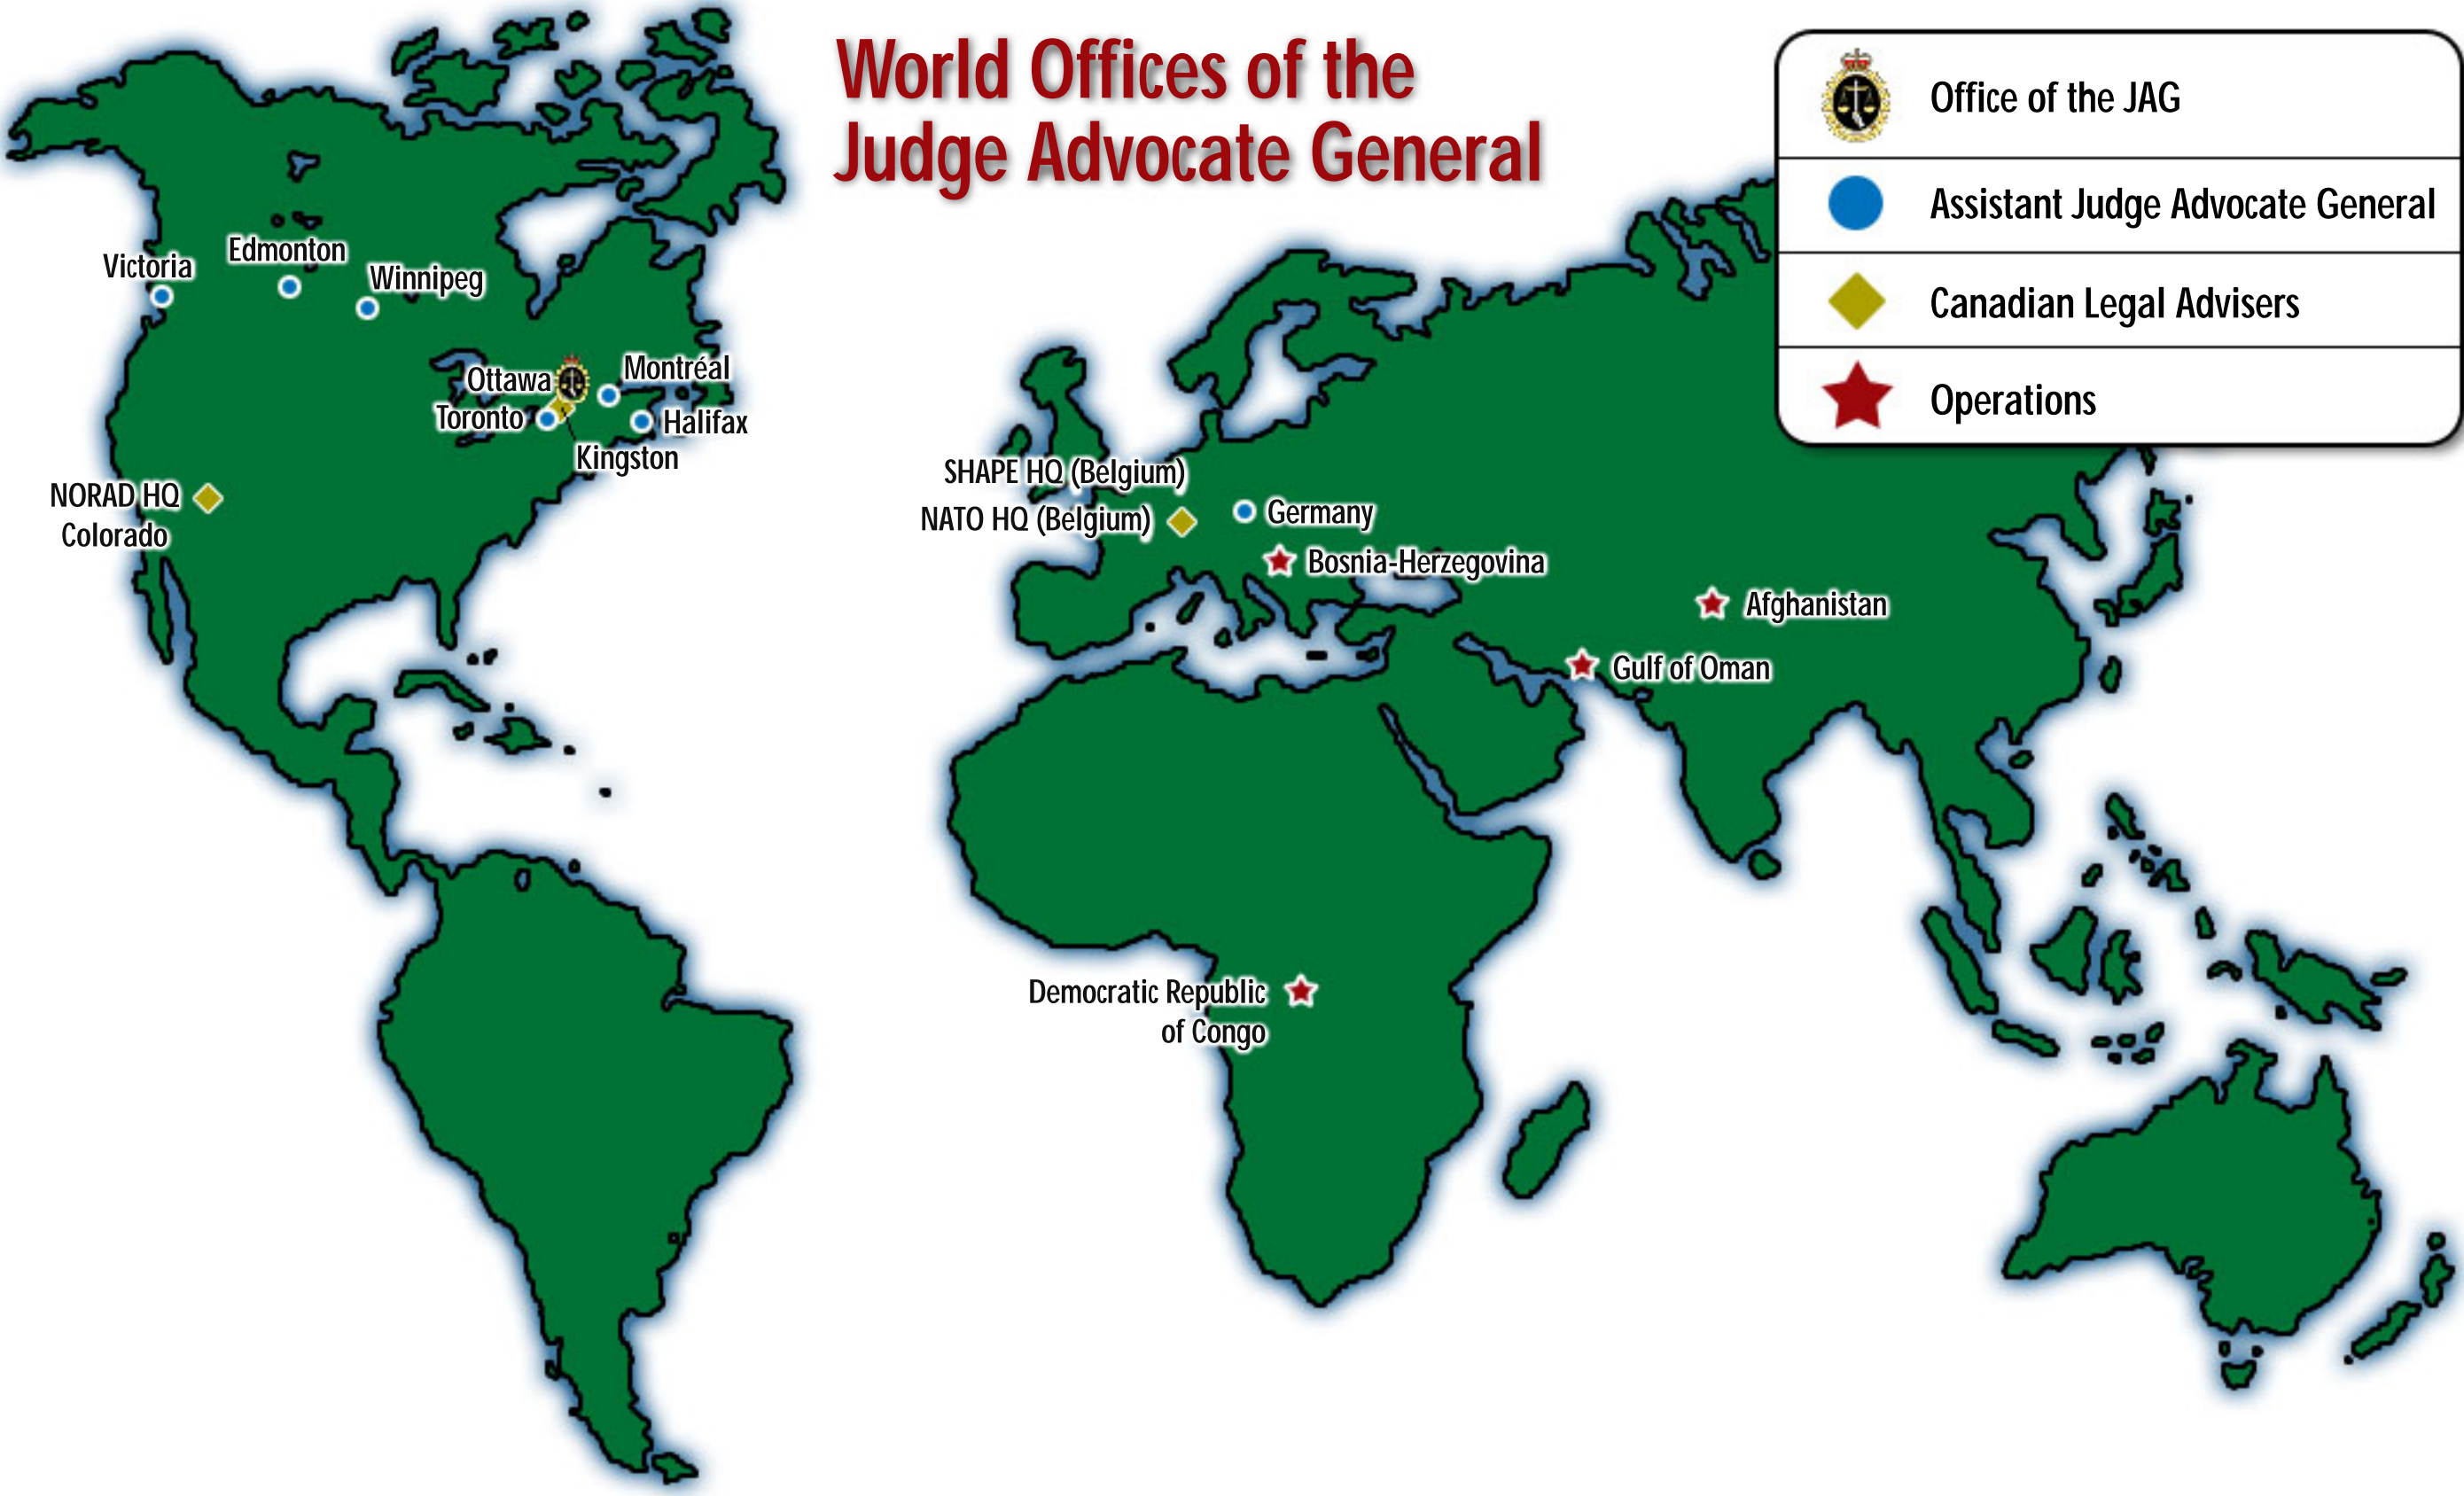 World Offices of the
Judge Advocate General
Office of the JAG
Assistant Judge Advocate General
Canadian Legal Advisers
Operations
Victoria
Edmonton
Winnipeg
Ottawa
Montréal
Toronto
Halifax
Kingston
NORAD HQ
Colorado
SHAPE HQ (Belgium)
NATO HQ (Belgium)
Germany
Bosnia-Herzegovina
Afghanistan
Gulf of Oman
Democratic Republic
of Congo